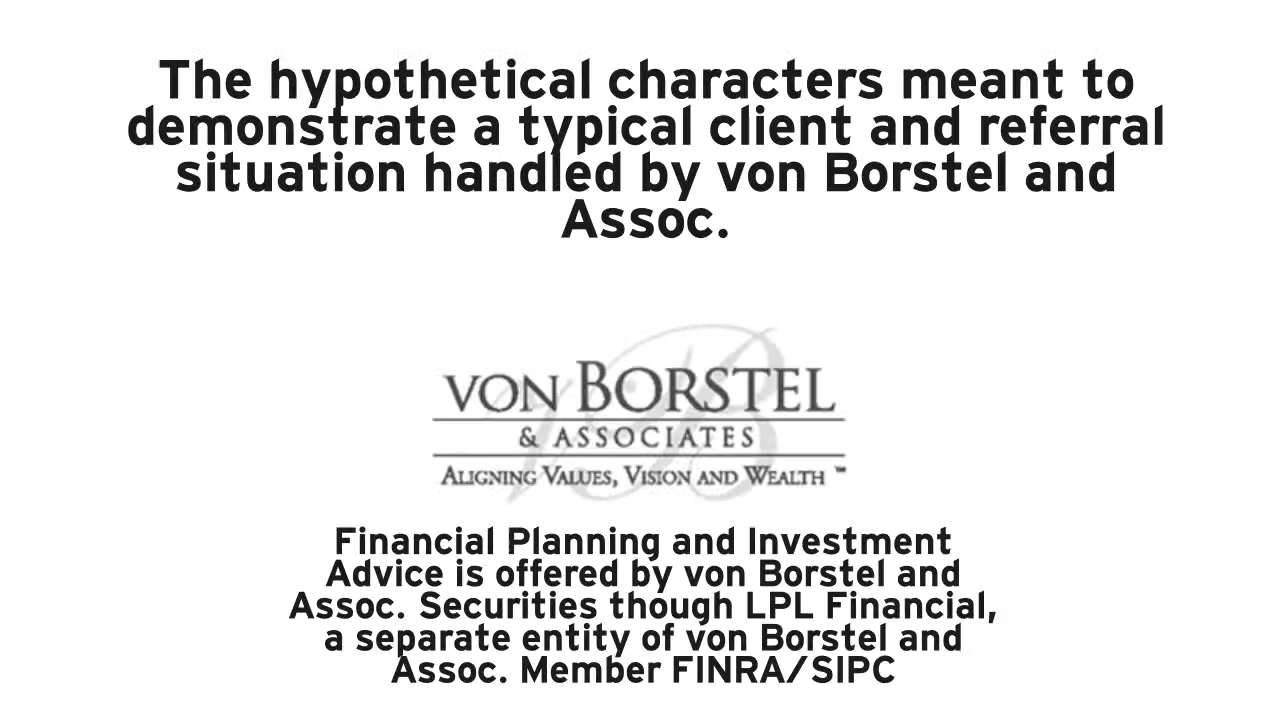 The hypothetical characters meant to
demonstrate a typical client and referral
situation handled by von Borstel and
Assoc.
VON BORSTEL
& ASSOCIATES
ALIGNING VALUES, VISION AND WEALTH ™
Financial Planning and Investment
Advice is offered by von Borstel and
Assoc. Securities though LPL Financial,
a separate entity of von Borstel and
Assoc. Member FINRA/SIPC